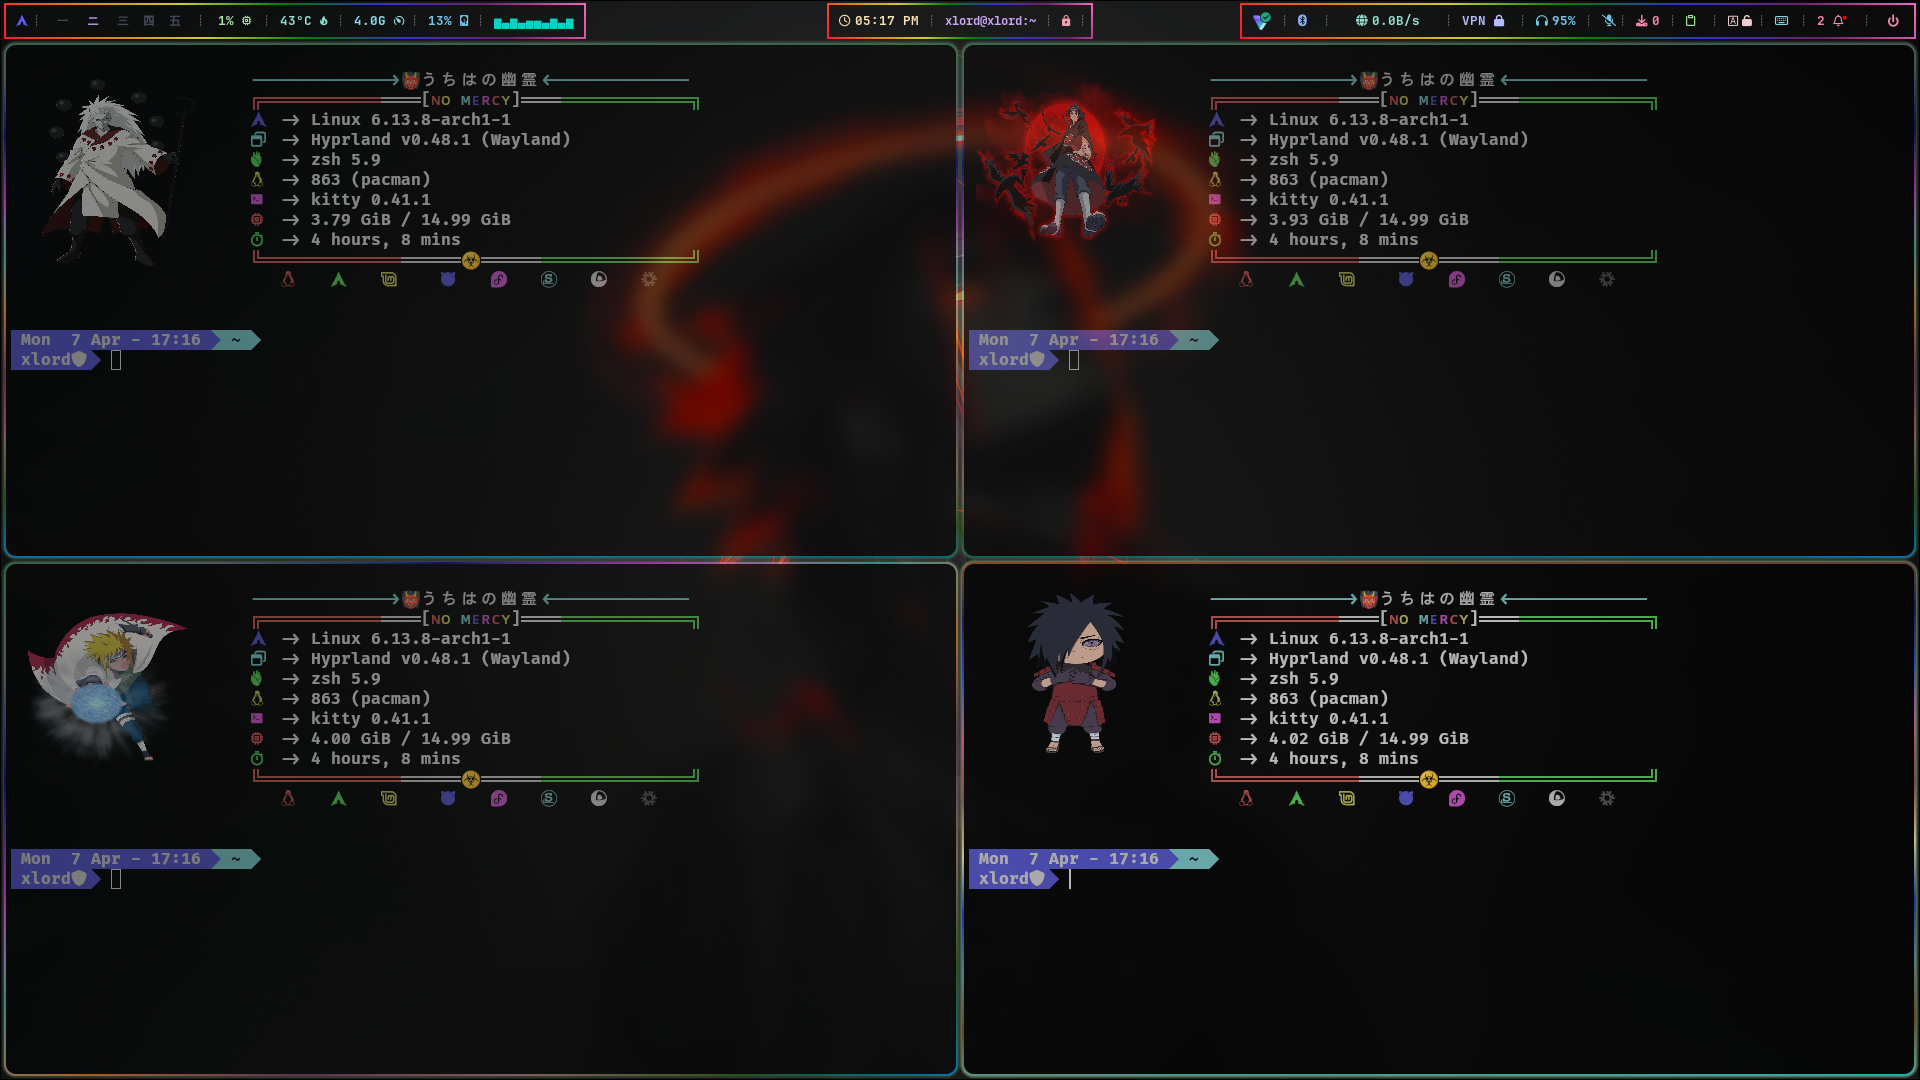 一 二 三 四 五 1% 43°C 4.0G 13%
05:17 PM xlord@xlord:~
0.0B/s VPN 95% 0 A 2
うちはの幽霊
[NO MERCY]
Linux 6.13.8-arch1-1
Hyprland v0.48.1 (Wayland)
zsh 5.9
863 (pacman)
kitty 0.41.1
3.79 GiB / 14.99 GiB
4 hours, 8 mins
Mon 7 Apr - 17:16 ~
xlord
うちはの幽霊
[NO MERCY]
Linux 6.13.8-arch1-1
Hyprland v0.48.1 (Wayland)
zsh 5.9
863 (pacman)
kitty 0.41.1
3.93 GiB / 14.99 GiB
4 hours, 8 mins
Mon 7 Apr - 17:16 ~
xlord
うちはの幽霊
[NO MERCY]
Linux 6.13.8-arch1-1
Hyprland v0.48.1 (Wayland)
zsh 5.9
863 (pacman)
kitty 0.41.1
4.00 GiB / 14.99 GiB
4 hours, 8 mins
Mon 7 Apr - 17:16 ~
xlord
うちはの幽霊
[NO MERCY]
Linux 6.13.8-arch1-1
Hyprland v0.48.1 (Wayland)
zsh 5.9
863 (pacman)
kitty 0.41.1
4.02 GiB / 14.99 GiB
4 hours, 8 mins
Mon 7 Apr - 17:16 ~
xlord